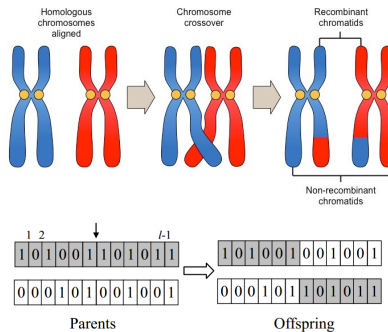 Homologous
chromosomes
aligned
Chromosome
crossover
Recombinant
chromatids
Non-recombinant
chromatids
1 2 l-1
1 0 1 0 0 1 1 0 1 0 1 1
0 0 0 1 0 1 0 0 1 0 0 1
Parents
1 0 1 0 0 1 0 0 1 0 0 1
0 0 0 1 0 1 1 0 1 0 1 1
Offspring